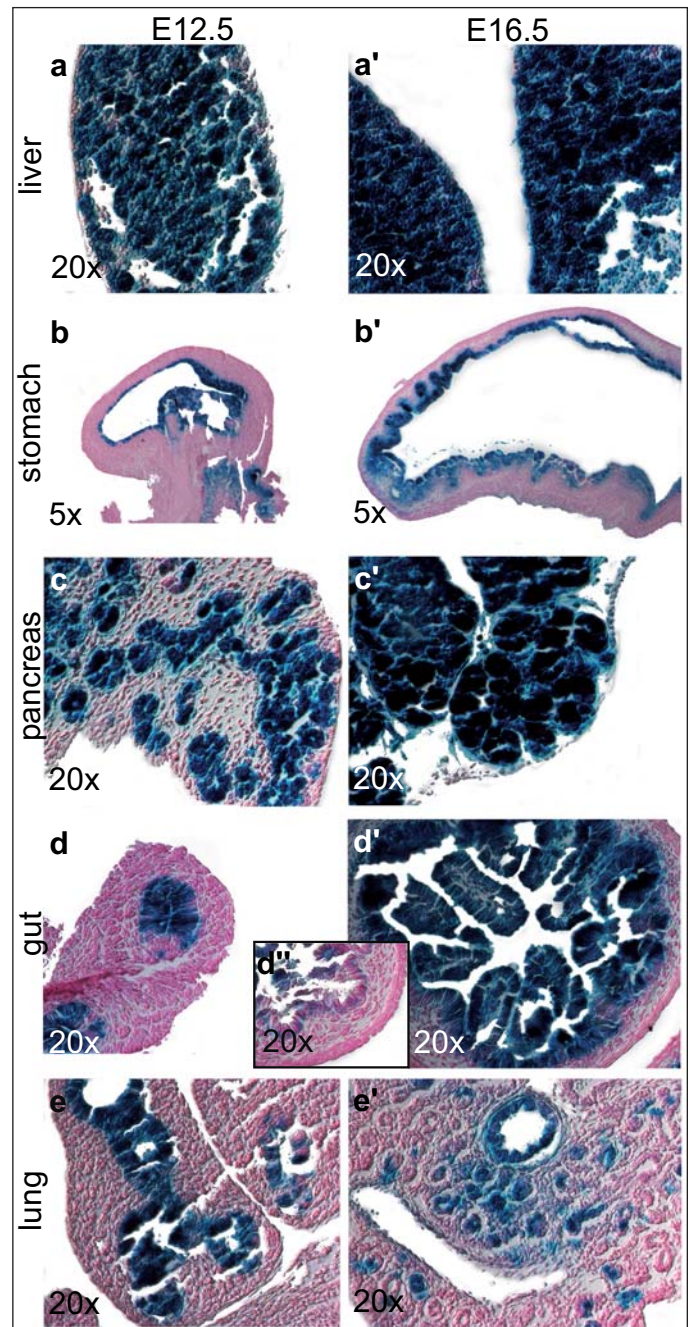 E12.5 E16.5
liver
a a'
20x 20x
stomach
b b'
5x 5x
pancreas
c c'
20x 20x
gut
d d'
d''
20x 20x 20x
lung
e e'
20x 20x